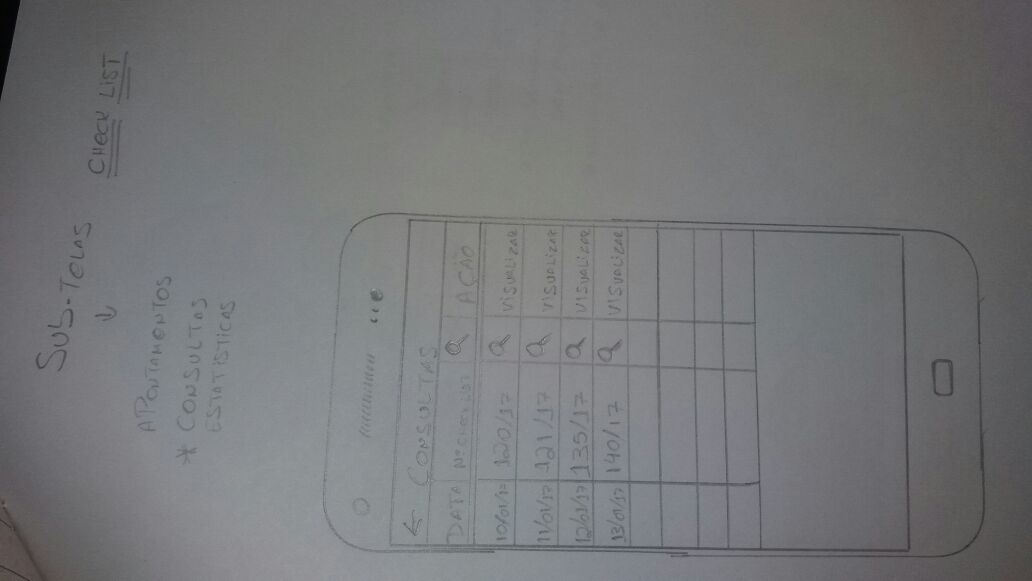 SUB-TELAS
CHECK LIST
APONTAMENTOS
* CONSULTAS
ESTATISTICAS
← CONSULTAS
DATA Nº CHECK LIST AÇÃO
10/01/17 120/17 VISUALIZAR
11/01/17 121/17 VISUALIZAR
12/01/17 135/17 VISUALIZAR
13/01/17 140/17 VISUALIZAR